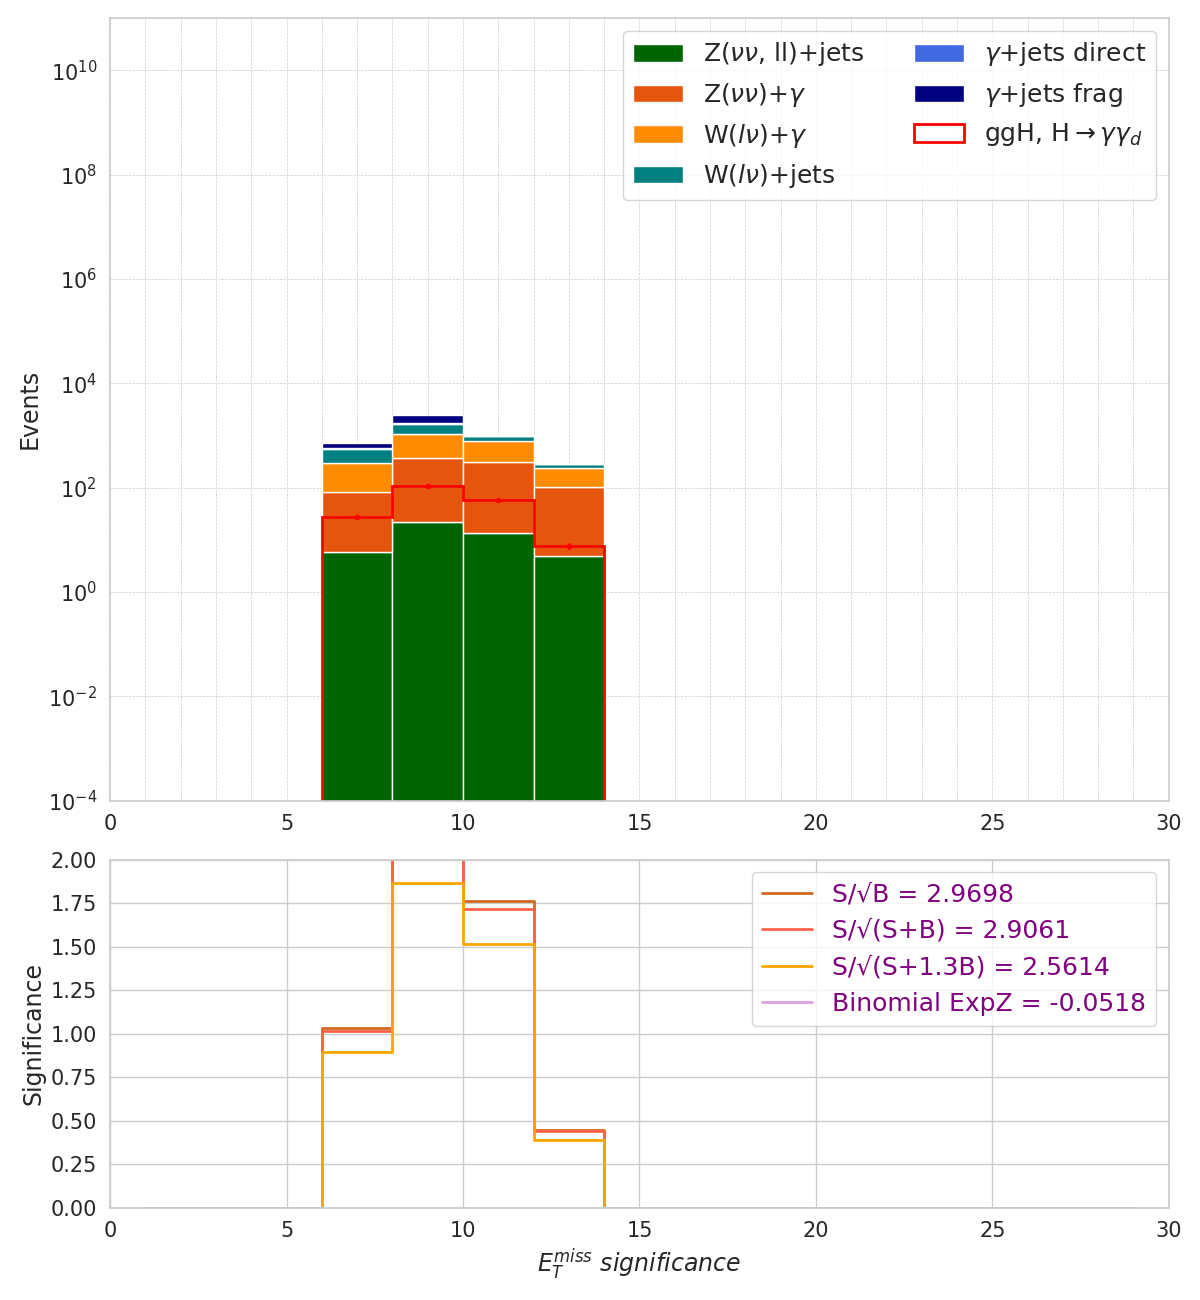 Z(νν, ll)+jets
Z(νν)+γ
W(lν)+γ
W(lν)+jets
γ+jets direct
γ+jets frag
ggH, H→γγ_d
Events
10^10
10^8
10^6
10^4
10^2
10^0
10^−2
10^−4
0 5 10 15 20 25 30
Significance
2.00
1.75
1.50
1.25
1.00
0.75
0.50
0.25
0.00
S/√B = 2.9698
S/√(S+B) = 2.9061
S/√(S+1.3B) = 2.5614
Binomial ExpZ = -0.0518
0 5 10 15 20 25 30
E_T^miss significance